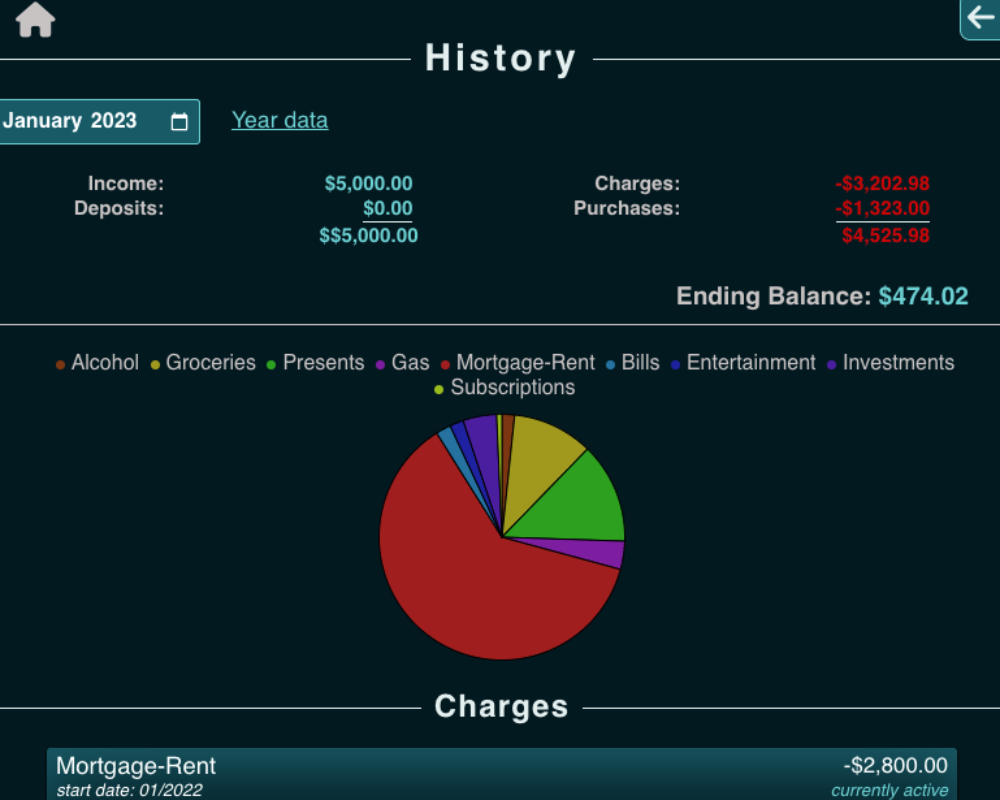 History
January 2023
Year data
Income: $5,000.00 Charges: -$3,202.98
Deposits: $0.00 Purchases: -$1,323.00
$$5,000.00 $4,525.98
Ending Balance: $474.02
Alcohol Groceries Presents Gas Mortgage-Rent Bills Entertainment Investments
Subscriptions
Charges
Mortgage-Rent -$2,800.00
start date: 01/2022 currently active